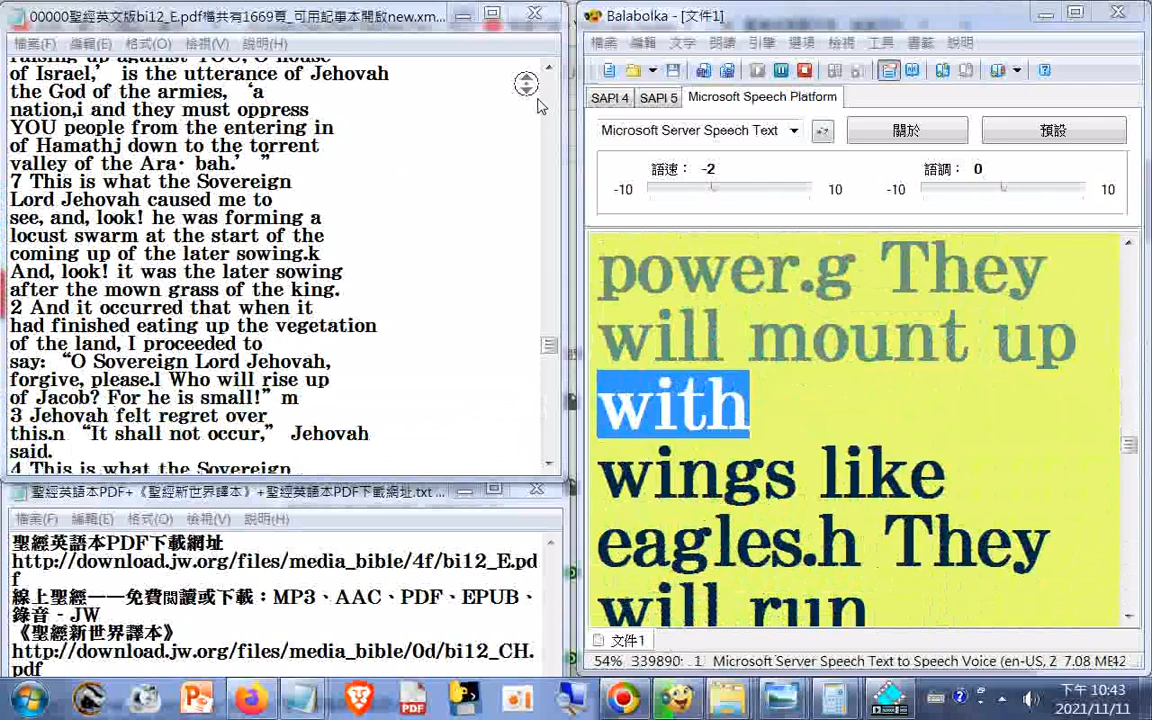 00000聖經英文版bi12_E.pdf檔共有1669頁_可用記事本開啟new.xm...
檔案(F) 編輯(E) 格式(O) 檢視(V) 說明(H)
raising up against YOU, O house
of Israel,’ is the utterance of Jehovah
the God of the armies, ‘a
nation,i and they must oppress
YOU people from the entering in
of Hamathj down to the torrent
valley of the Ara· bah.’ ”
7 This is what the Sovereign
Lord Jehovah caused me to
see, and, look! he was forming a
locust swarm at the start of the
coming up of the later sowing.k
And, look! it was the later sowing
after the mown grass of the king.
2 And it occurred that when it
had finished eating up the vegetation
of the land, I proceeded to
say: “O Sovereign Lord Jehovah,
forgive, please.l Who will rise up
of Jacob? For he is small!” m
3 Jehovah felt regret over
this.n “It shall not occur,” Jehovah
said.
4 This is what the Sovereign
聖經英語本PDF+《聖經新世界譯本》+聖經英語本PDF下載網址.txt ...
檔案(F) 編輯(E) 格式(O) 檢視(V) 說明(H)
聖經英語本PDF下載網址
http://download.jw.org/files/media_bible/4f/bi12_E.pd
f
線上聖經——免費閱讀或下載：MP3、AAC、PDF、EPUB、
錄音 - JW
《聖經新世界譯本》
http://download.jw.org/files/media_bible/0d/bi12_CH.
pdf
Balabolka - [文件1]
檔案 編輯 文字 朗讀 引擎 選項 檢視 工具 書籤 說明
SAPI 4 SAPI 5 Microsoft Speech Platform
Microsoft Server Speech Text 關於 預設
語速： -2 語調： 0
-10 10 -10 10
power.g They
will mount up
with
wings like
eagles.h They
will run
文件1
54% 339890: 1 Microsoft Server Speech Text to Speech Voice (en-US, 2 7.08 ME42
下午 10:43
2021/11/11